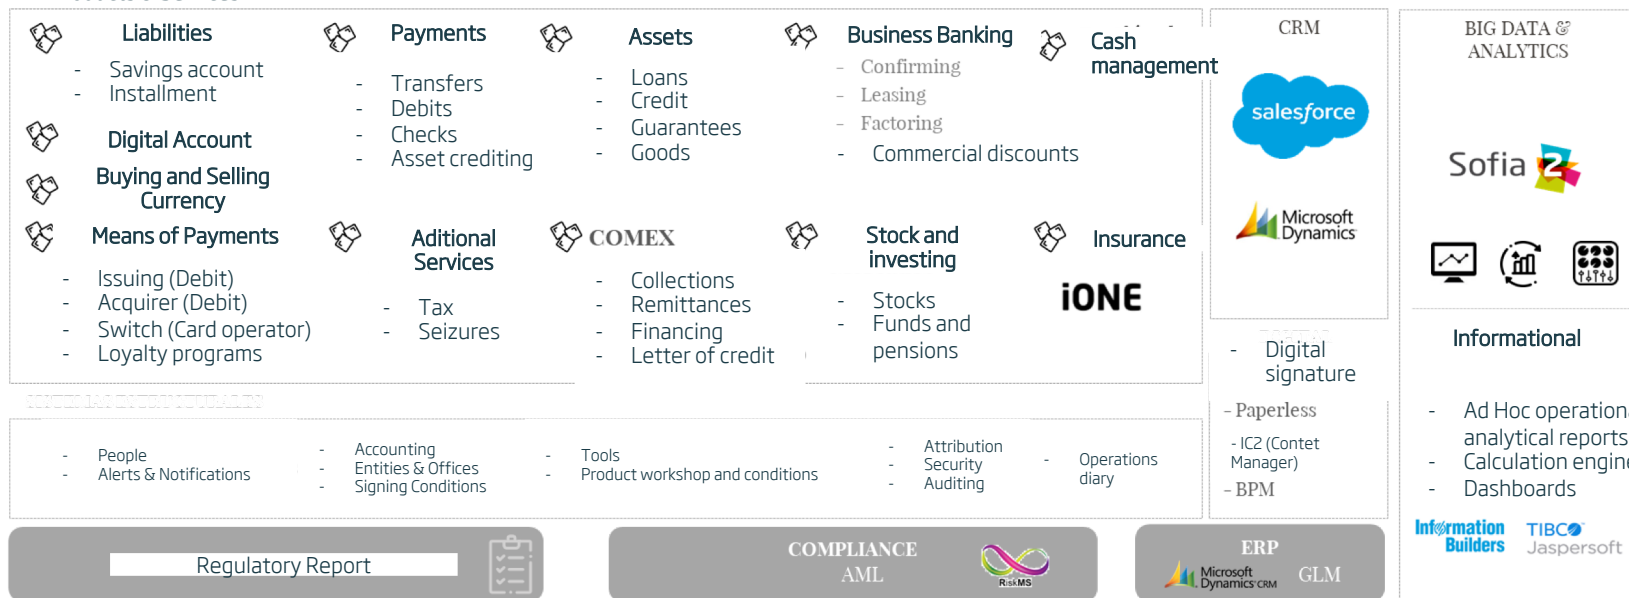 Liabilities
- Savings account
- Installment
Digital Account
Buying and Selling
Currency
Payments
- Transfers
- Debits
- Checks
- Asset crediting
Assets
- Loans
- Credit
- Guarantees
- Goods
Business Banking
- Confirming
- Leasing
- Factoring
- Commercial discounts
Cash
management
Means of Payments
- Issuing (Debit)
- Acquirer (Debit)
- Switch (Card operator)
- Loyalty programs
Aditional
Services
- Tax
- Seizures
COMEX
- Collections
- Remittances
- Financing
- Letter of credit
Stock and
investing
- Stocks
- Funds and
pensions
Insurance
iONE
CRM
salesforce
Microsoft
Dynamics
- Digital
signature
- Paperless
- IC2 (Contet
Manager)
- BPM
BIG DATA &
ANALYTICS
Sofia 2
Informational
- Ad Hoc operationa
analytical reports
- Calculation engine
- Dashboards
Information
Builders
TIBCO
Jaspersoft
- People
- Alerts & Notifications
- Accounting
- Entities & Offices
- Signing Conditions
- Tools
- Product workshop and conditions
- Attribution
- Security
- Auditing
- Operations
diary
Regulatory Report
COMPLIANCE
AML
RiskMS
ERP
Microsoft
Dynamics CRM
GLM